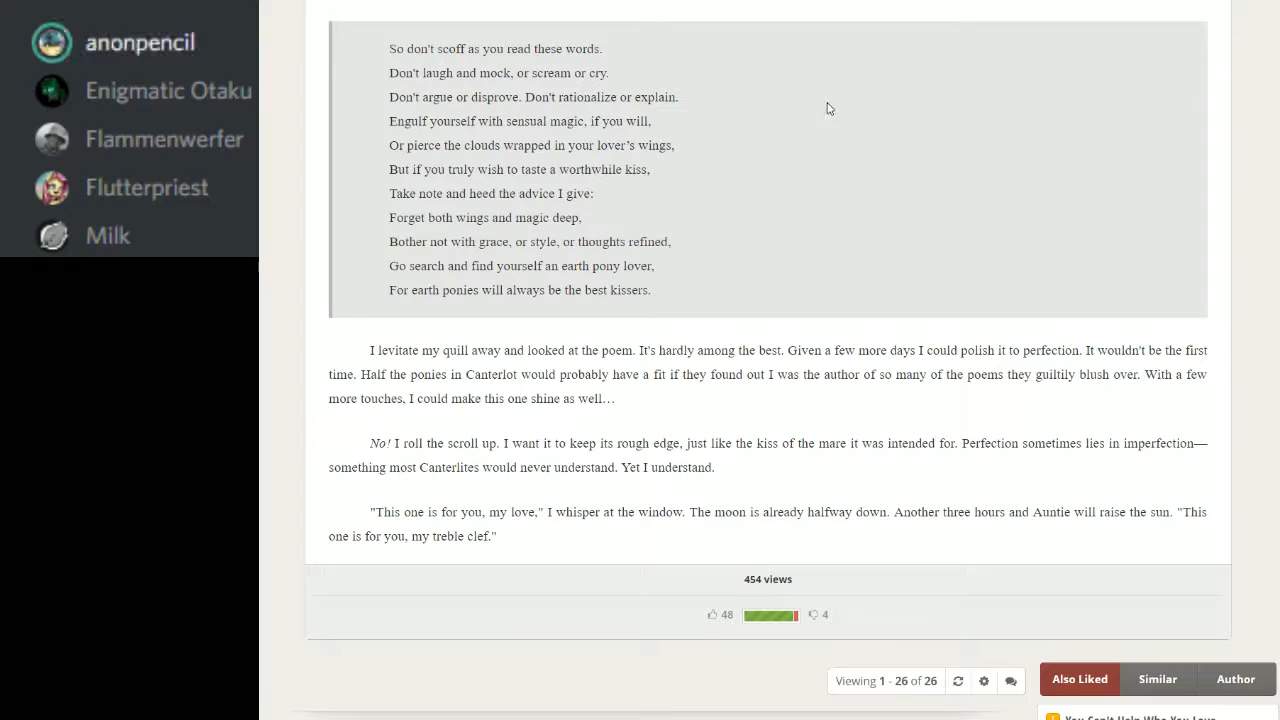 anonpencil
Enigmatic Otaku
Flammenwerfer
Flutterpriest
Milk
So don't scoff as you read these words.
Don't laugh and mock, or scream or cry.
Don't argue or disprove. Don't rationalize or explain.
Engulf yourself with sensual magic, if you will,
Or pierce the clouds wrapped in your lover’s wings,
But if you truly wish to taste a worthwhile kiss,
Take note and heed the advice I give:
Forget both wings and magic deep,
Bother not with grace, or style, or thoughts refined,
Go search and find yourself an earth pony lover,
For earth ponies will always be the best kissers.
I levitate my quill away and looked at the poem. It's hardly among the best. Given a few more days I could polish it to perfection. It wouldn't be the first
time. Half the ponies in Canterlot would probably have a fit if they found out I was the author of so many of the poems they guiltily blush over. With a few
more touches, I could make this one shine as well…
No! I roll the scroll up. I want it to keep its rough edge, just like the kiss of the mare it was intended for. Perfection sometimes lies in imperfection—
something most Canterlites would never understand. Yet I understand.
"This one is for you, my love," I whisper at the window. The moon is already halfway down. Another three hours and Auntie will raise the sun. "This
one is for you, my treble clef."
454 views
48 4
Viewing 1 - 26 of 26
Also Liked Similar Author
You Can't Help Who You Love